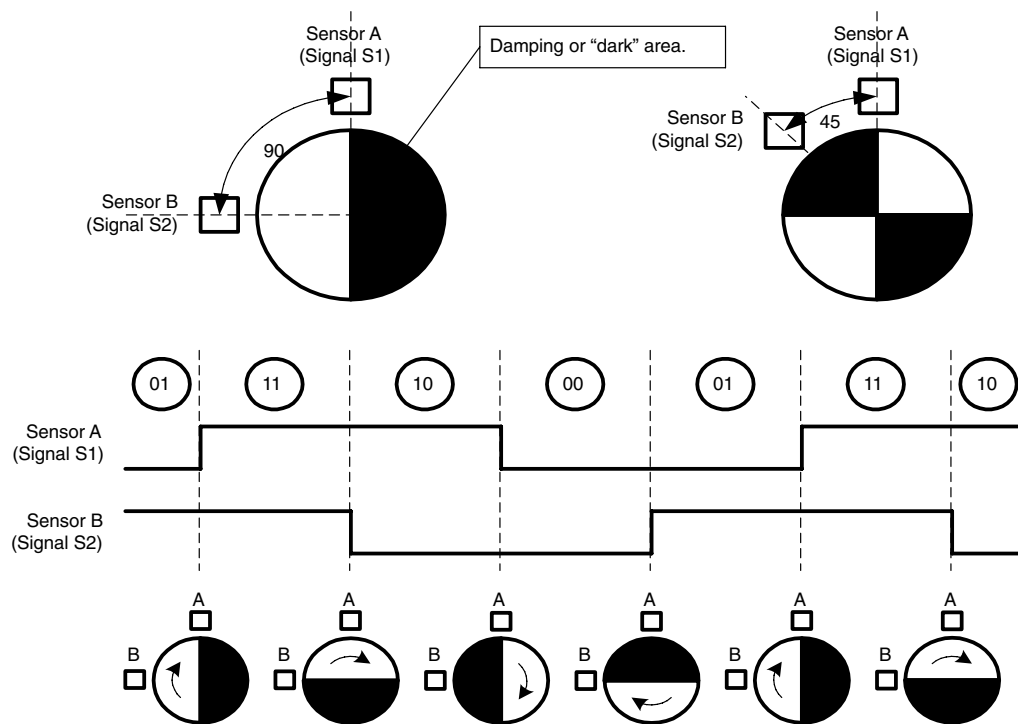 Sensor A
(Signal S1)
Damping or “dark” area.
Sensor A
(Signal S1)
Sensor B
(Signal S2)
45
90
Sensor B
(Signal S2)
01
11
10
00
01
11
10
Sensor A
(Signal S1)
Sensor B
(Signal S2)
A
A
A
A
A
A
B
B
B
B
B
B